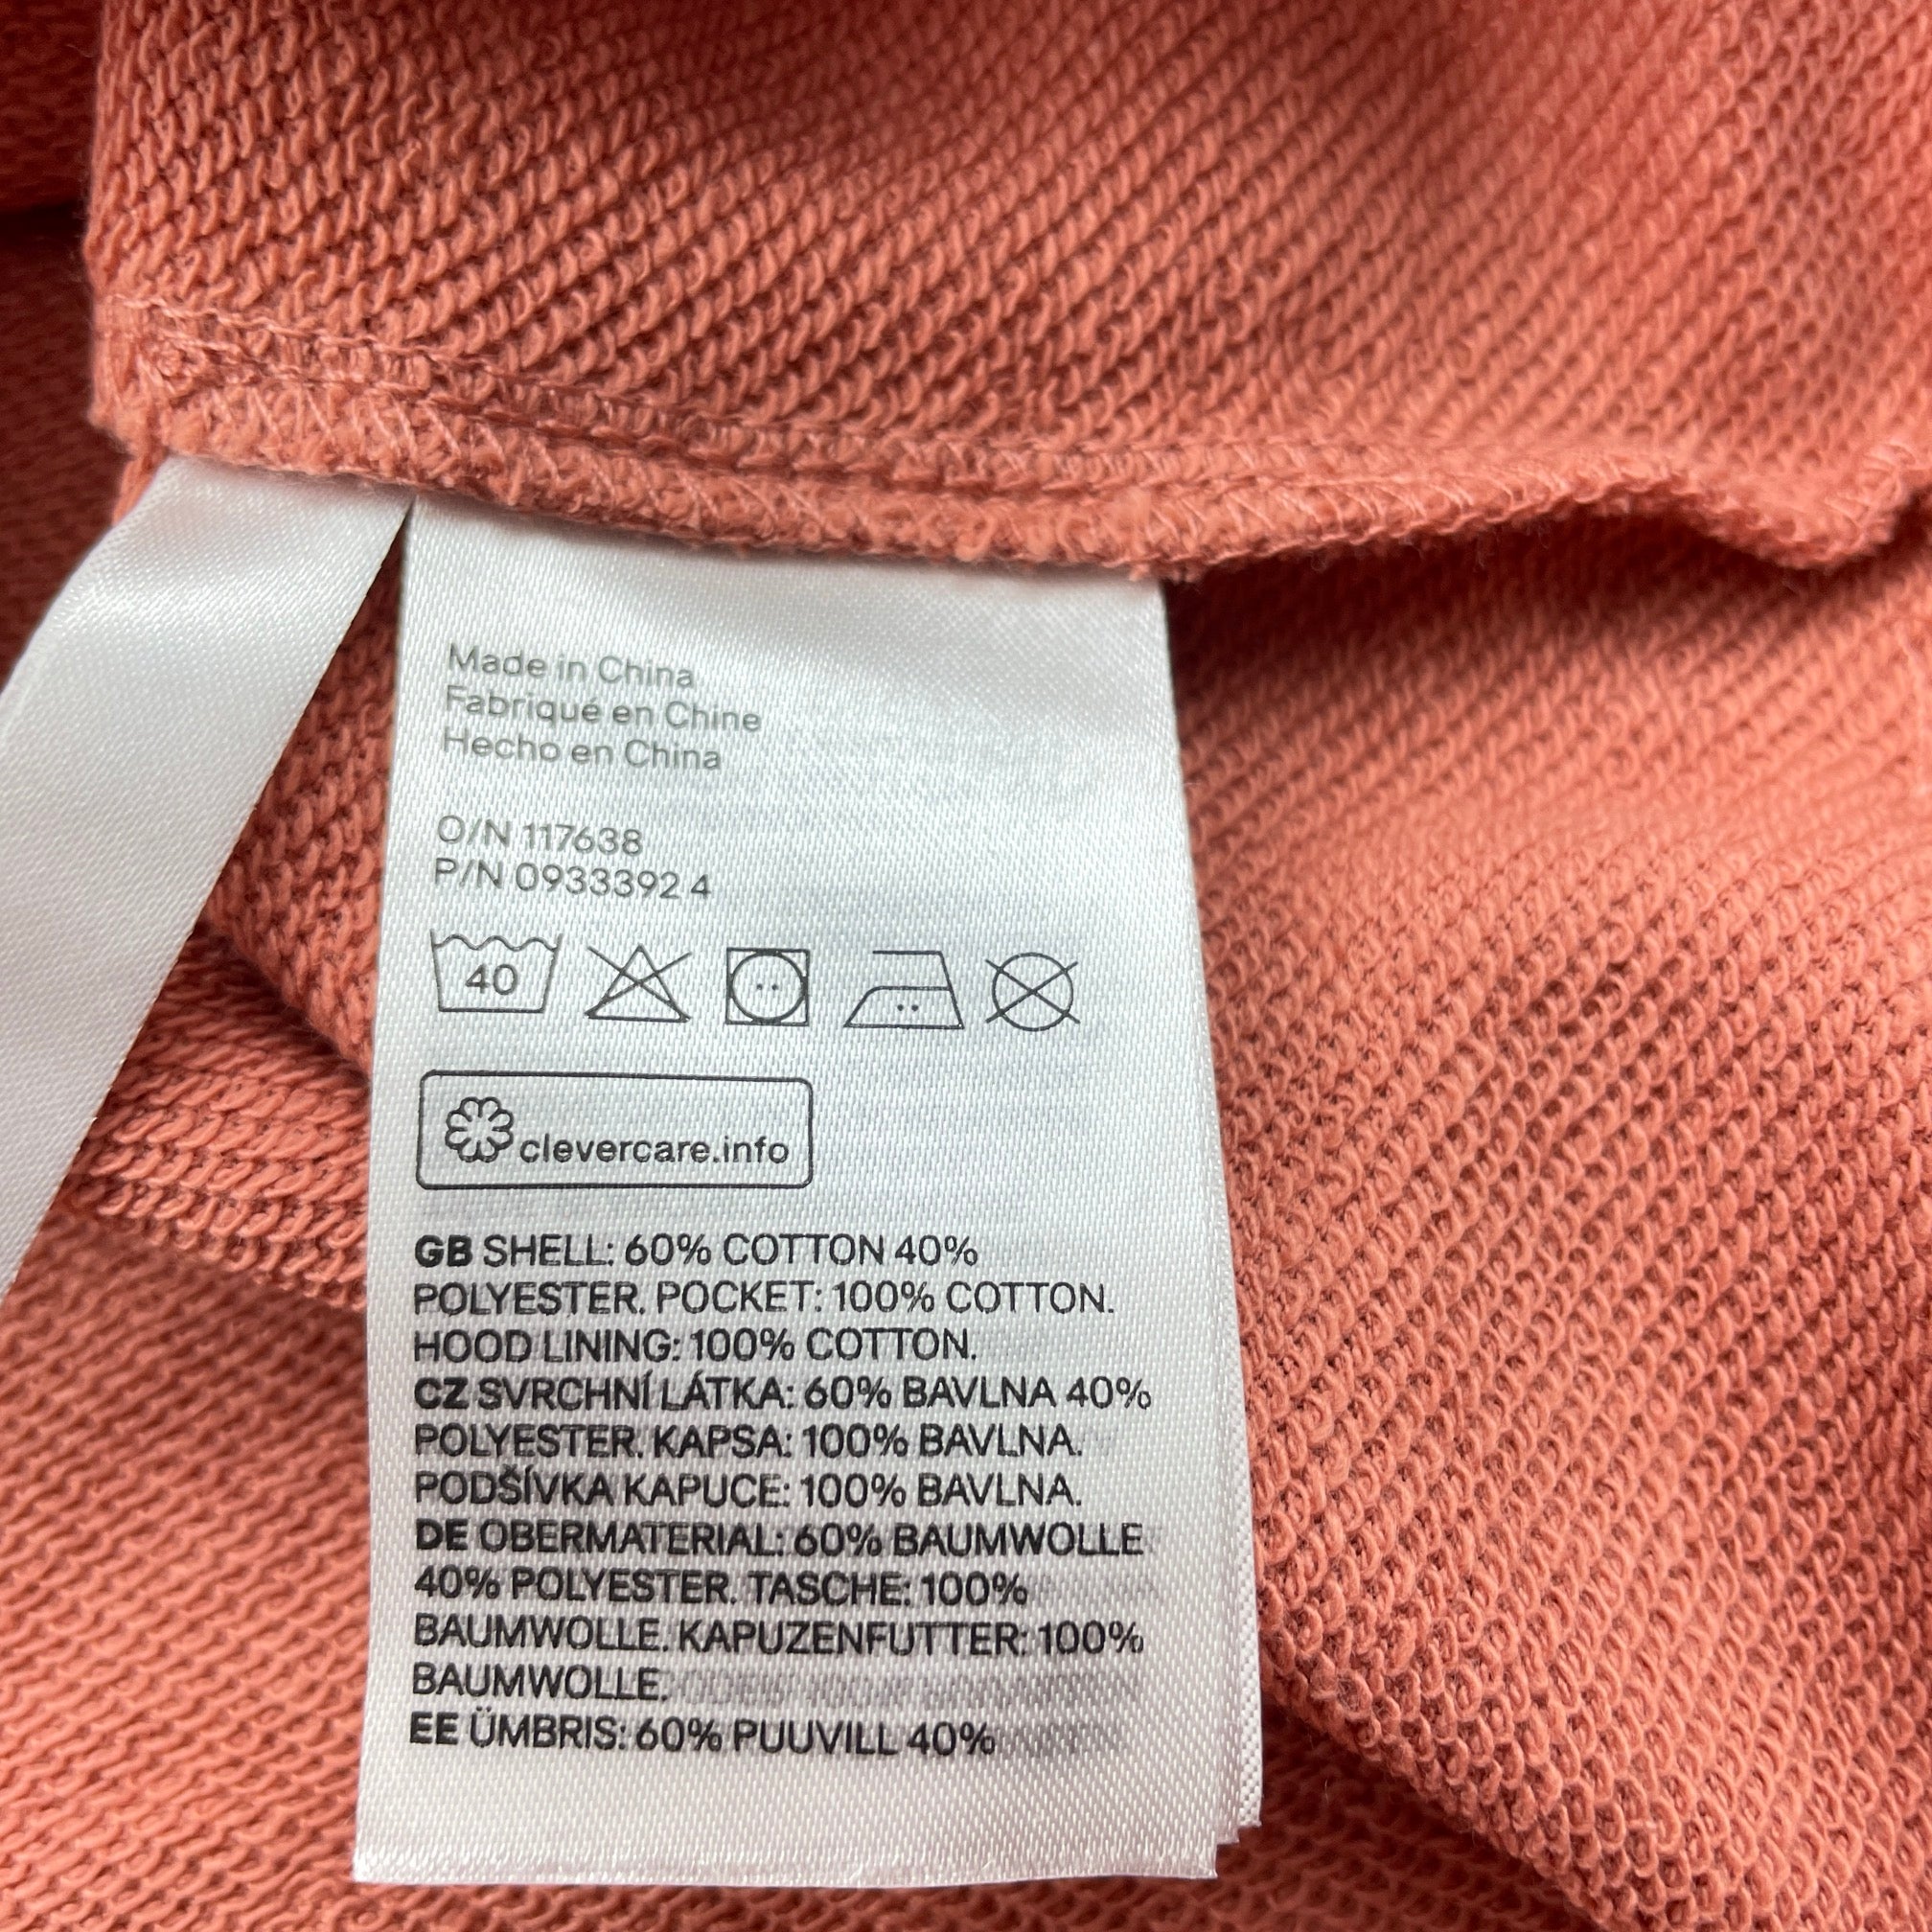 Made in China
Fabriqué en Chine
Hecho en China
O/N 117638
P/N 0933392 4
40
clevercare.info
GB SHELL: 60% COTTON 40%
POLYESTER. POCKET: 100% COTTON.
HOOD LINING: 100% COTTON.
CZ SVRCHNÍ LÁTKA: 60% BAVLNA 40%
POLYESTER. KAPSA: 100% BAVLNA.
PODŠÍVKA KAPUCE: 100% BAVLNA.
DE OBERMATERIAL: 60% BAUMWOLLE
40% POLYESTER. TASCHE: 100%
BAUMWOLLE. KAPUZENFUTTER: 100%
BAUMWOLLE.
EE ÜMBRIS: 60% PUUVILL 40%